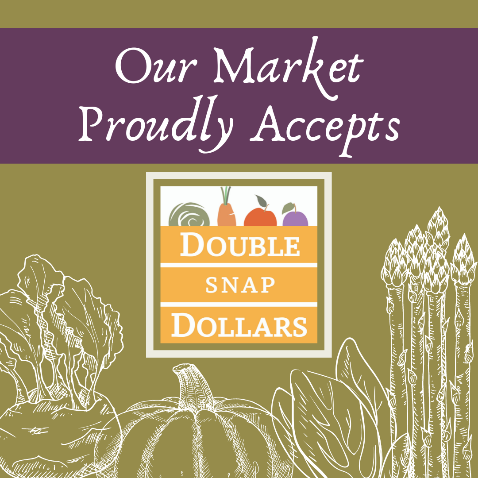 Our Market
Proudly Accepts
DOUBLE
SNAP
DOLLARS